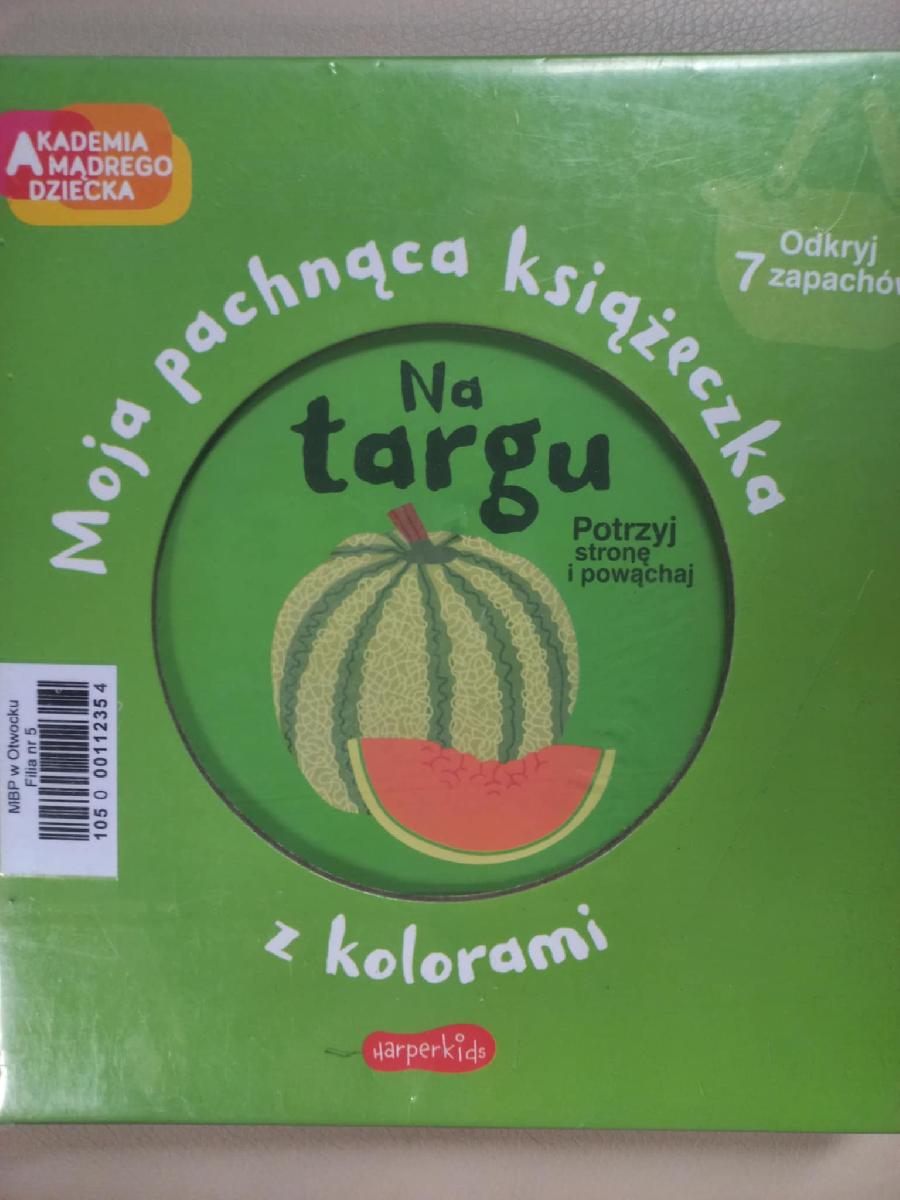 AKADEMIA
MĄDREGO
DZIECKA
Odkryj
7 zapachów
Moja pachnąca książeczka
Na
targu
Potrzyj
stronę
i powąchaj
z kolorami
MBP w Otwocku
Filia nr 5
105 0 00112354
HarperKids